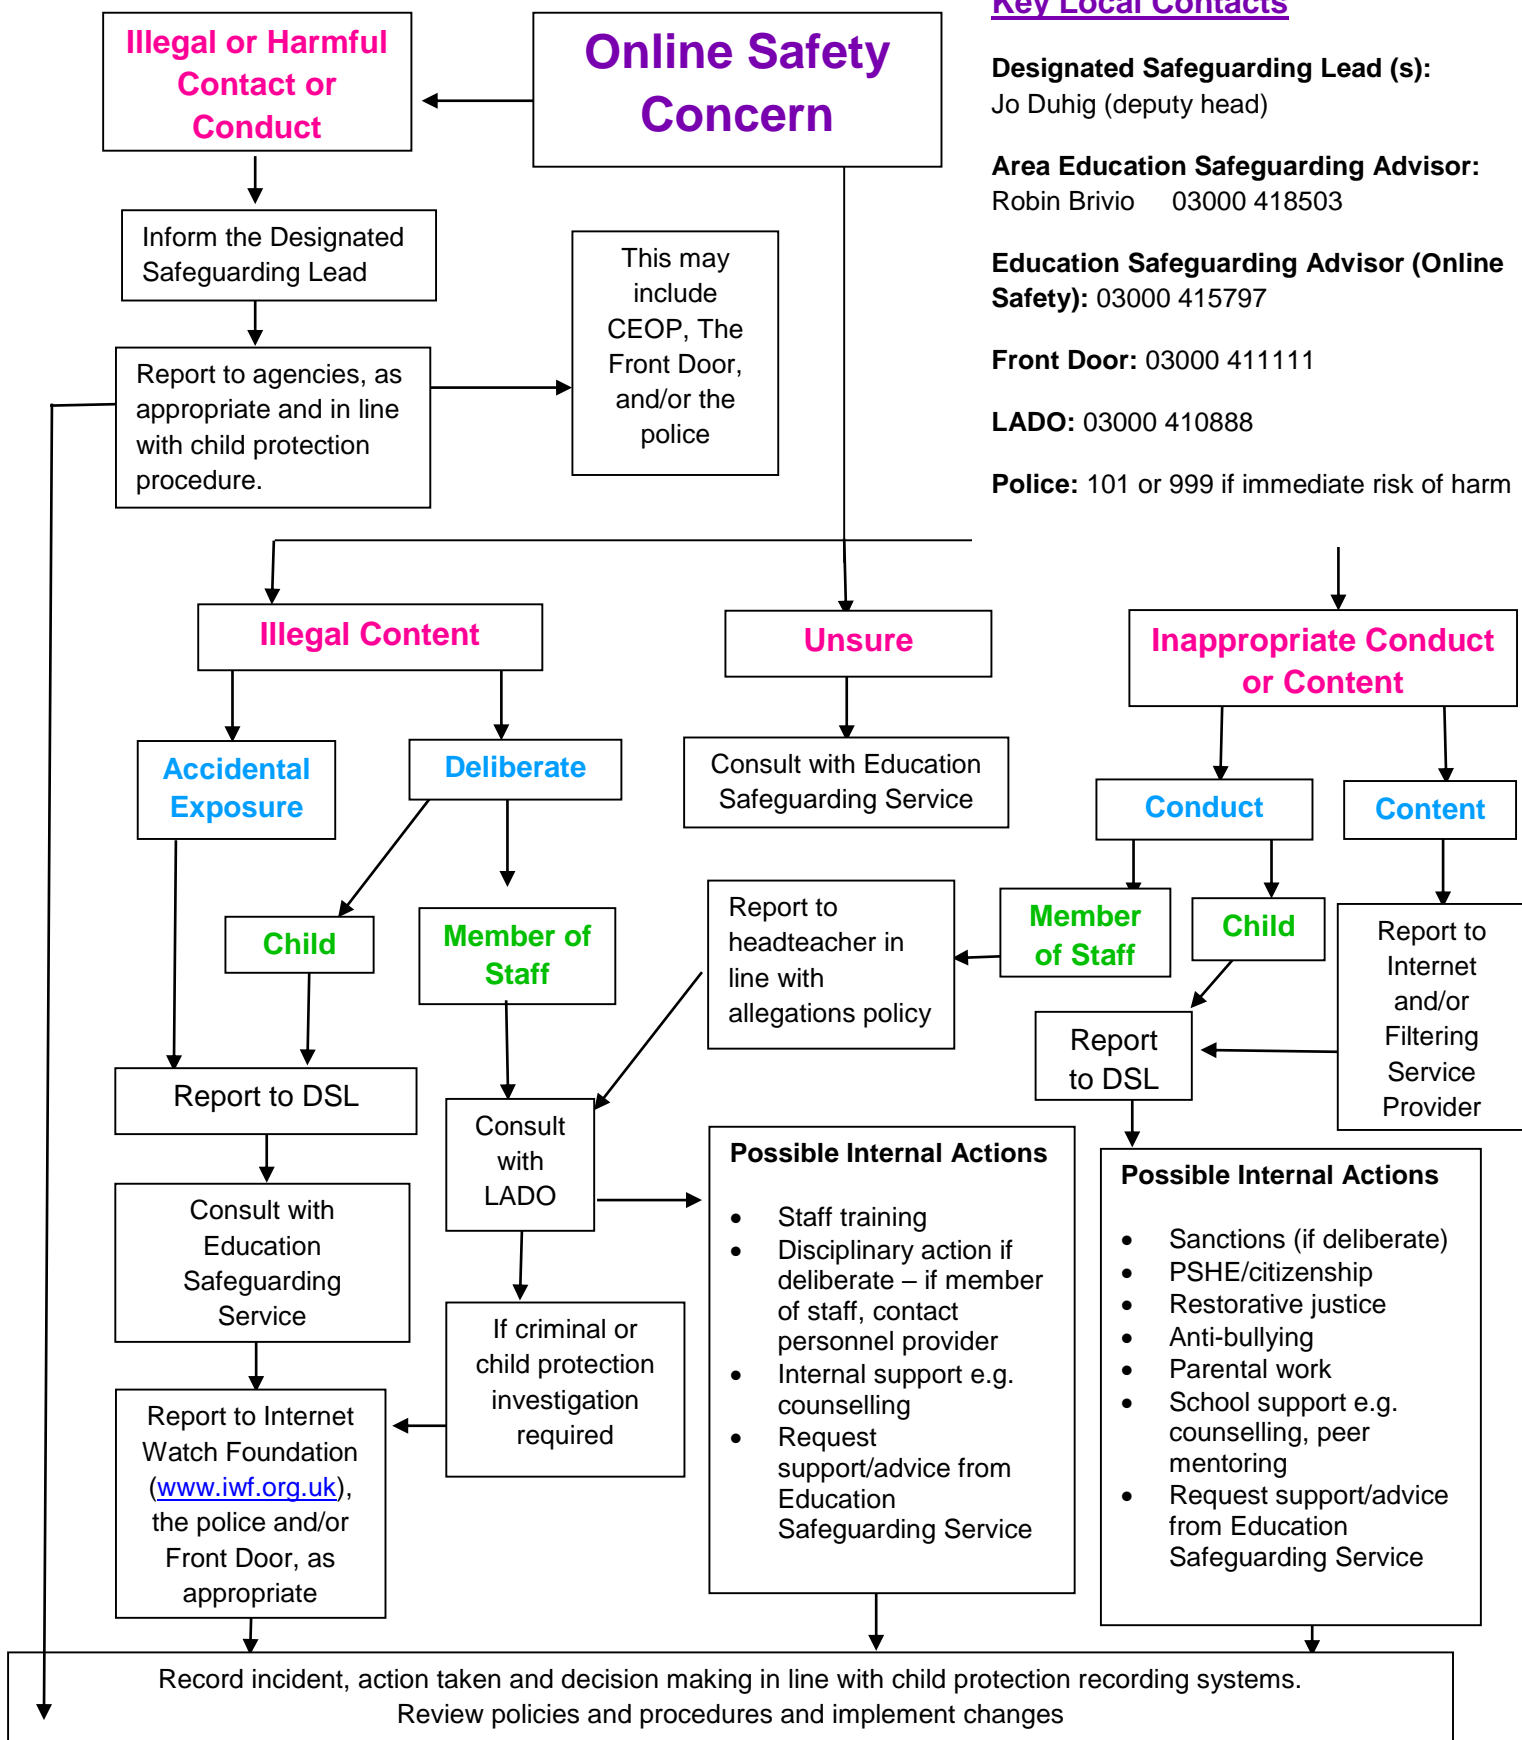 Key Local Contacts
Illegal or Harmful
Contact or
Conduct
Online Safety
Concern
Designated Safeguarding Lead (s):
Jo Duhig (deputy head)
Area Education Safeguarding Advisor:
Robin Brivio 03000 418503
Education Safeguarding Advisor (Online
Safety): 03000 415797
Front Door: 03000 411111
LADO: 03000 410888
Police: 101 or 999 if immediate risk of harm
Inform the Designated
Safeguarding Lead
This may
include
CEOP, The
Front Door,
and/or the
police
Report to agencies, as
appropriate and in line
with child protection
procedure.
Illegal Content
Unsure
Inappropriate Conduct
or Content
Accidental
Exposure
Deliberate
Consult with Education
Safeguarding Service
Conduct
Content
Child
Member of
Staff
Report to
headteacher in
line with
allegations policy
Member
of Staff
Child
Report to
Internet
and/or
Filtering
Service
Provider
Report to DSL
Consult
with
LADO
Report
to DSL
Consult with
Education
Safeguarding
Service
If criminal or
child protection
investigation
required
Report to Internet
Watch Foundation
(www.iwf.org.uk),
the police and/or
Front Door, as
appropriate
Possible Internal Actions
• Staff training
• Disciplinary action if
deliberate – if member
of staff, contact
personnel provider
• Internal support e.g.
counselling
• Request
support/advice from
Education
Safeguarding Service
Possible Internal Actions
• Sanctions (if deliberate)
• PSHE/citizenship
• Restorative justice
• Anti-bullying
• Parental work
• School support e.g.
counselling, peer
mentoring
• Request support/advice
from Education
Safeguarding Service
Record incident, action taken and decision making in line with child protection recording systems.
Review policies and procedures and implement changes